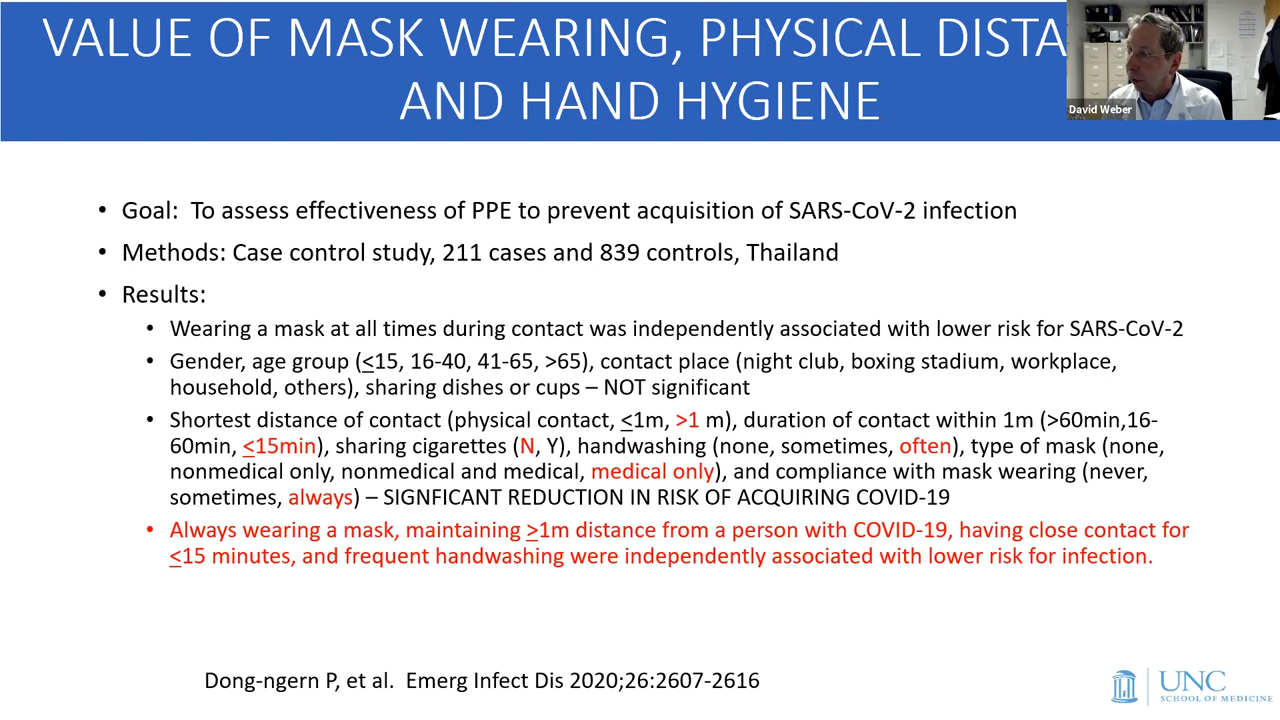 VALUE OF MASK WEARING, PHYSICAL DISTA
AND HAND HYGIENE
David Weber
• Goal: To assess effectiveness of PPE to prevent acquisition of SARS-CoV-2 infection
• Methods: Case control study, 211 cases and 839 controls, Thailand
• Results:
• Wearing a mask at all times during contact was independently associated with lower risk for SARS-CoV-2
• Gender, age group (<15, 16-40, 41-65, >65), contact place (night club, boxing stadium, workplace,
household, others), sharing dishes or cups – NOT significant
• Shortest distance of contact (physical contact, <1m, >1 m), duration of contact within 1m (>60min,16-
60min, <15min), sharing cigarettes (N, Y), handwashing (none, sometimes, often), type of mask (none,
nonmedical only, nonmedical and medical, medical only), and compliance with mask wearing (never,
sometimes, always) – SIGNFICANT REDUCTION IN RISK OF ACQUIRING COVID-19
• Always wearing a mask, maintaining >1m distance from a person with COVID-19, having close contact for
<15 minutes, and frequent handwashing were independently associated with lower risk for infection.
Dong-ngern P, et al. Emerg Infect Dis 2020;26:2607-2616
UNC
SCHOOL OF MEDICINE